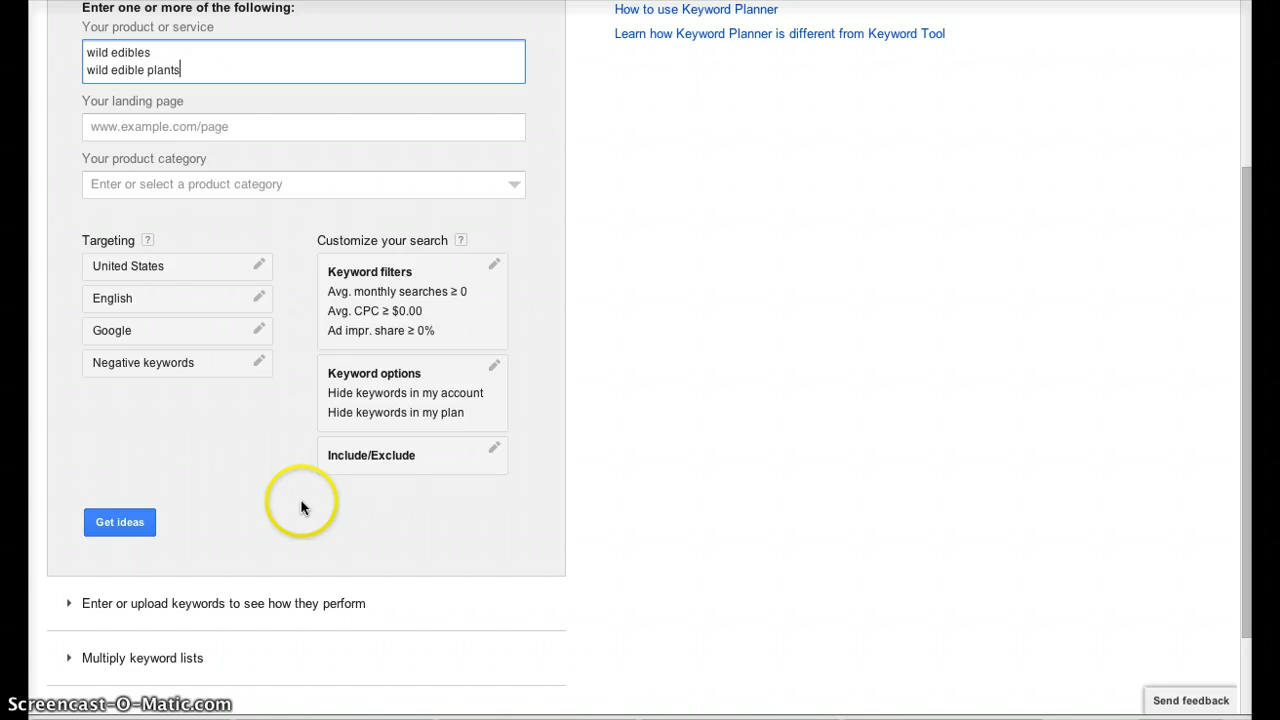 Enter one or more of the following:
Your product or service
wild edibles
wild edible plants
Your landing page
www.example.com/page
Your product category
Enter or select a product category
Targeting ?
United States
English
Google
Negative keywords
Customize your search ?
Keyword filters
Avg. monthly searches ≥ 0
Avg. CPC ≥ $0.00
Ad impr. share ≥ 0%
Keyword options
Hide keywords in my account
Hide keywords in my plan
Include/Exclude
Get ideas
Enter or upload keywords to see how they perform
Multiply keyword lists
How to use Keyword Planner
Learn how Keyword Planner is different from Keyword Tool
Send feedback
Screencast-O-Matic.com